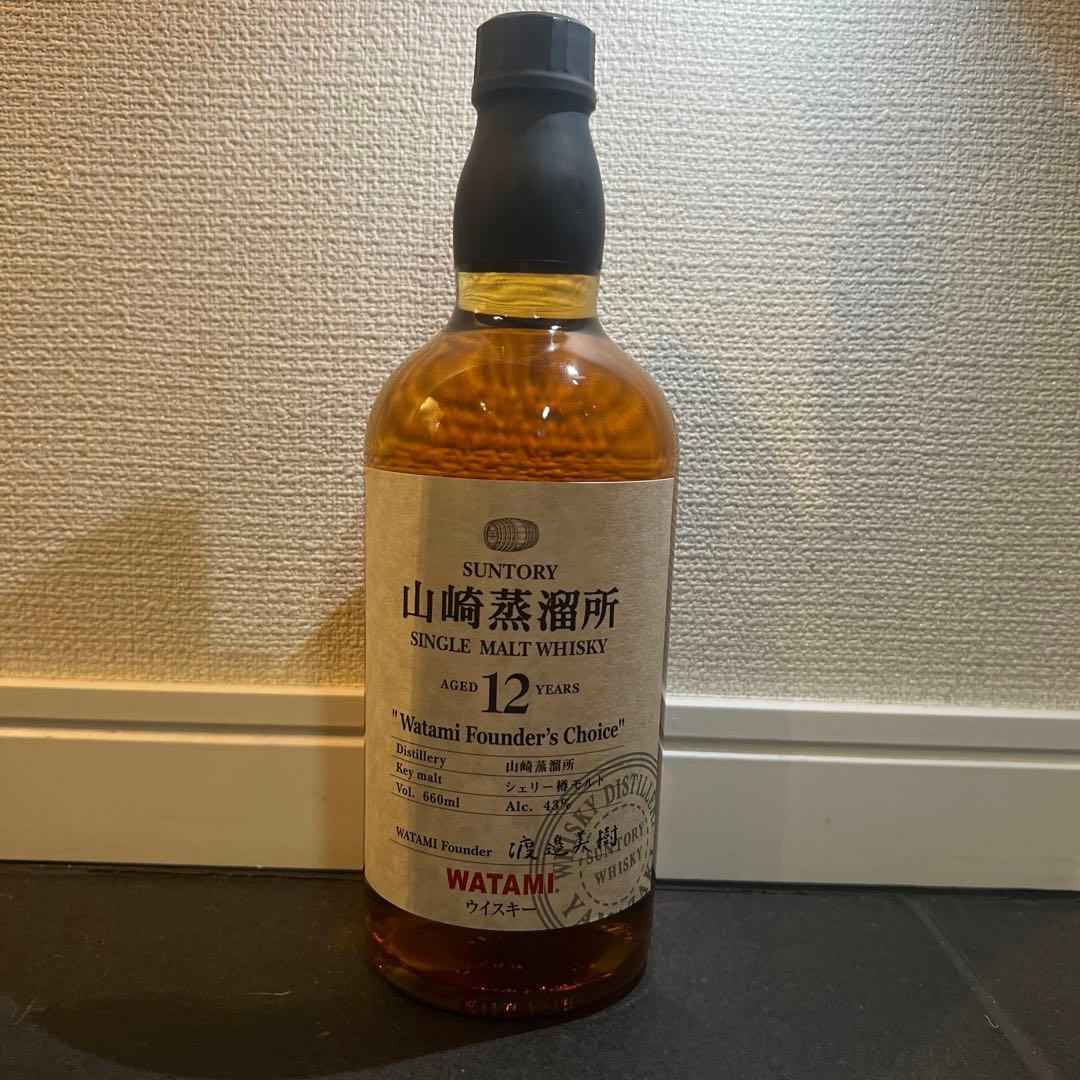 SUNTORY
山崎蒸溜所
SINGLE MALT WHISKY
AGED 12 YEARS
"Watami Founder's Choice"
Distillery 山崎蒸溜所
Key malt シェリー樽モルト
Vol. 660ml Alc. 43%
WATAMI Founder 渡邉美樹
WATAMI®
ウイスキー
WHISKY DISTILLERY
SUNTORY
WHISKY